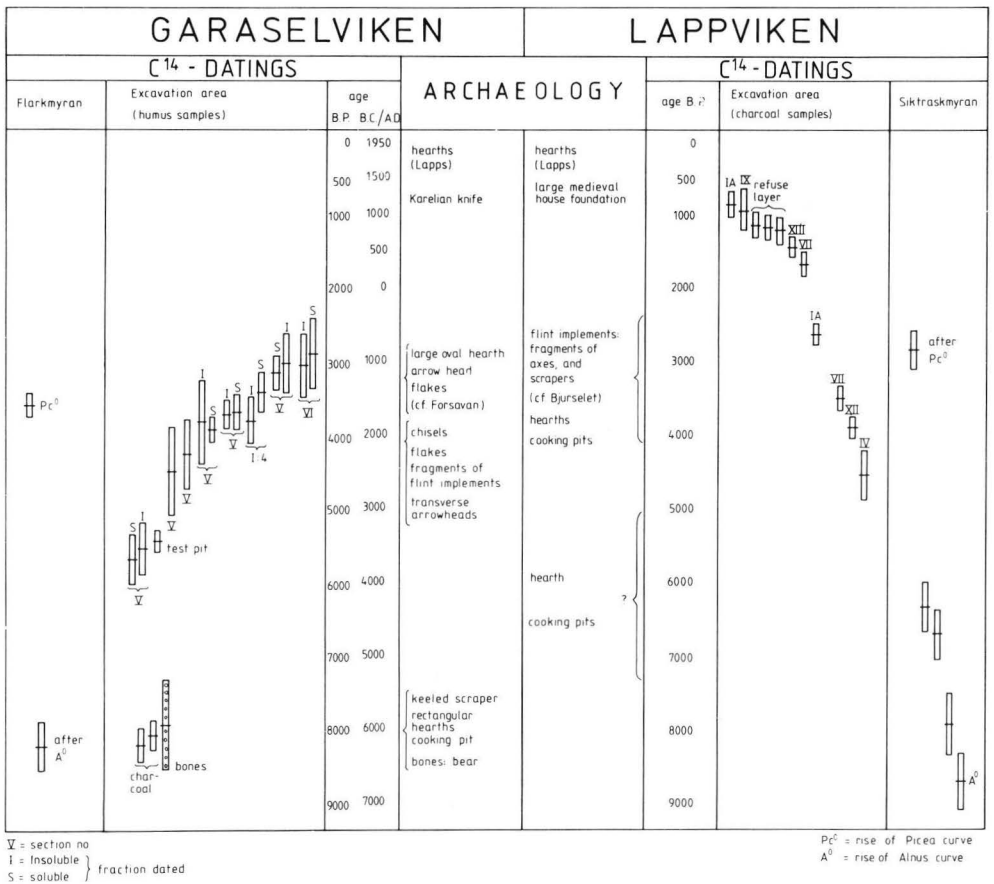 GARASELVIKEN
LAPPVIKEN
C14 - DATINGS
ARCHAEOLOGY
C14 - DATINGS
Flarkmyran
Excavation area
(humus samples)
age
B.P. B.C./A.D
age B.P.
Excavation area
(charcoal samples)
Siktraskmyran
Pc0
after
A0
S I
V
test pit
V
V
I S
V
I S
V
I S
I:4
S I
V
I S
VI
char-
coal
bones
0 1950
500 1500
1000 1000
500
2000 0
3000 1000
4000 2000
5000 3000
6000 4000
7000 5000
8000 6000
9000 7000
hearths
(Lapps)
Karelian knife
large oval hearth
arrow head
flakes
(cf Forsavan)
chisels
flakes
fragments of
flint implements
transverse
arrowheads
keeled scraper
rectangular
hearths
cooking pit
bones: bear
hearths
(Lapps)
large medieval
house foundation
flint implements:
fragments of
axes, and
scrapers
(cf Bjurselet)
hearths
cooking pits
hearth
?
cooking pits
0
500
1000
2000
3000
4000
5000
6000
7000
8000
9000
IA IX refuse
layer
XIII
VII
IA
VII
XII
IV
after
Pc0
A0
V = section no
I = Insoluble
S = soluble
fraction dated
Pc0 = rise of Picea curve
A0 = rise of Alnus curve